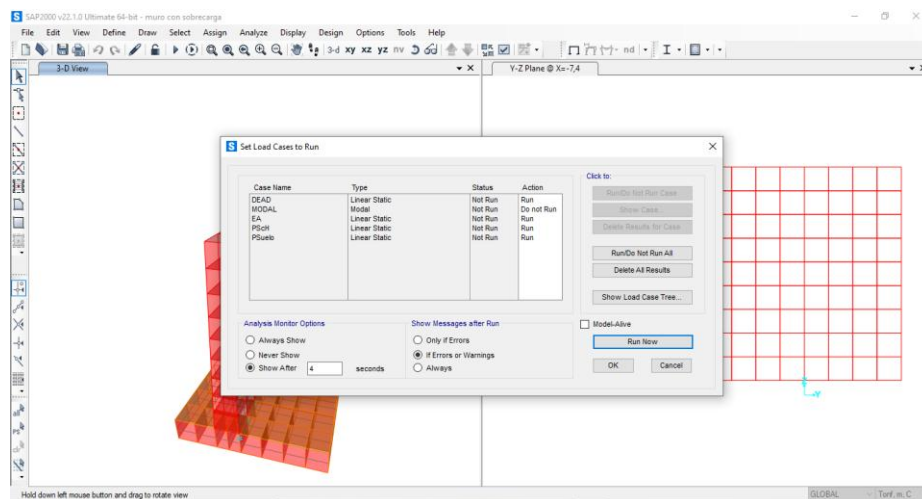 SAP2000 v22.1.0 Ultimate 64-bit - muro con sobrecarga
File Edit View Define Draw Select Assign Analyze Display Design Options Tools Help
3-d xy xz yz nv
nd
3-D View
Y-Z Plane @ X=-7,4
Set Load Cases to Run
Case Name Type Status Action
DEAD Linear Static Not Run Run
MODAL Modal Not Run Do not Run
EA Linear Static Not Run Run
PScH Linear Static Not Run Run
PSuelo Linear Static Not Run Run
Click to:
Run/Do Not Run Case
Show Case...
Delete Results for Case
Run/Do Not Run All
Delete All Results
Show Load Case Tree...
Analysis Monitor Options
Always Show
Never Show
Show After 4 seconds
Show Messages after Run
Only if Errors
If Errors or Warnings
Always
Model-Alive
Run Now
OK Cancel
Y
Hold down left mouse button and drag to rotate view
GLOBAL
Tonf, m, C